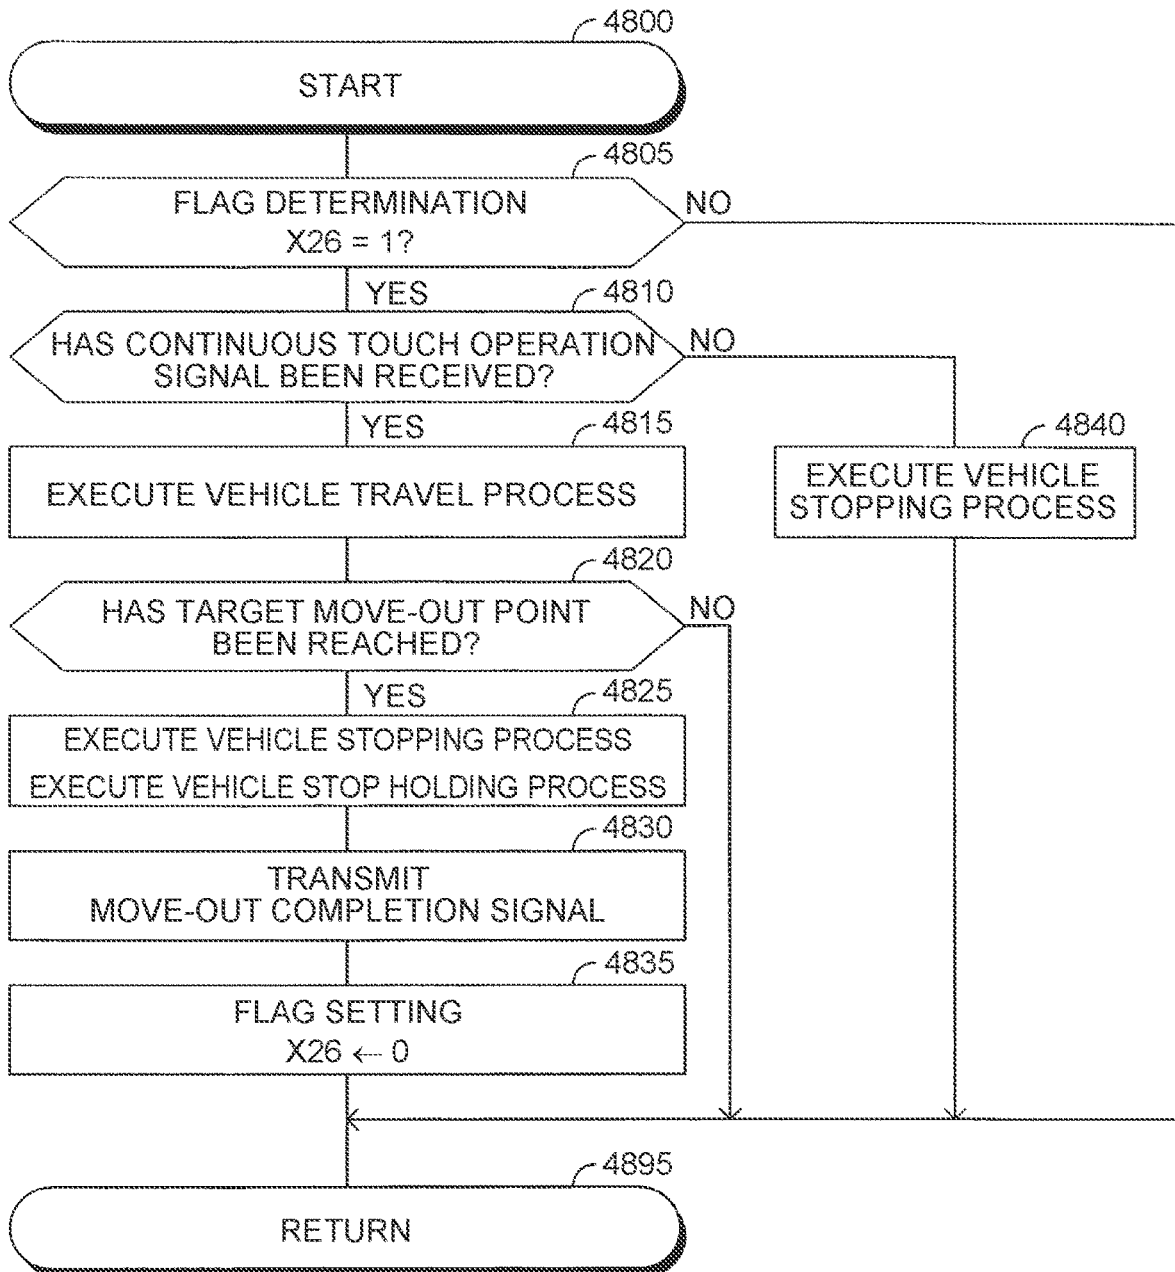 4800
START
4805
FLAG DETERMINATION
X26 = 1?
NO
YES
4810
HAS CONTINUOUS TOUCH OPERATION
SIGNAL BEEN RECEIVED?
NO
YES
4815
EXECUTE VEHICLE TRAVEL PROCESS
4840
EXECUTE VEHICLE
STOPPING PROCESS
4820
HAS TARGET MOVE-OUT POINT
BEEN REACHED?
NO
YES
4825
EXECUTE VEHICLE STOPPING PROCESS
EXECUTE VEHICLE STOP HOLDING PROCESS
4830
TRANSMIT
MOVE-OUT COMPLETION SIGNAL
4835
FLAG SETTING
X26 ← 0
4895
RETURN